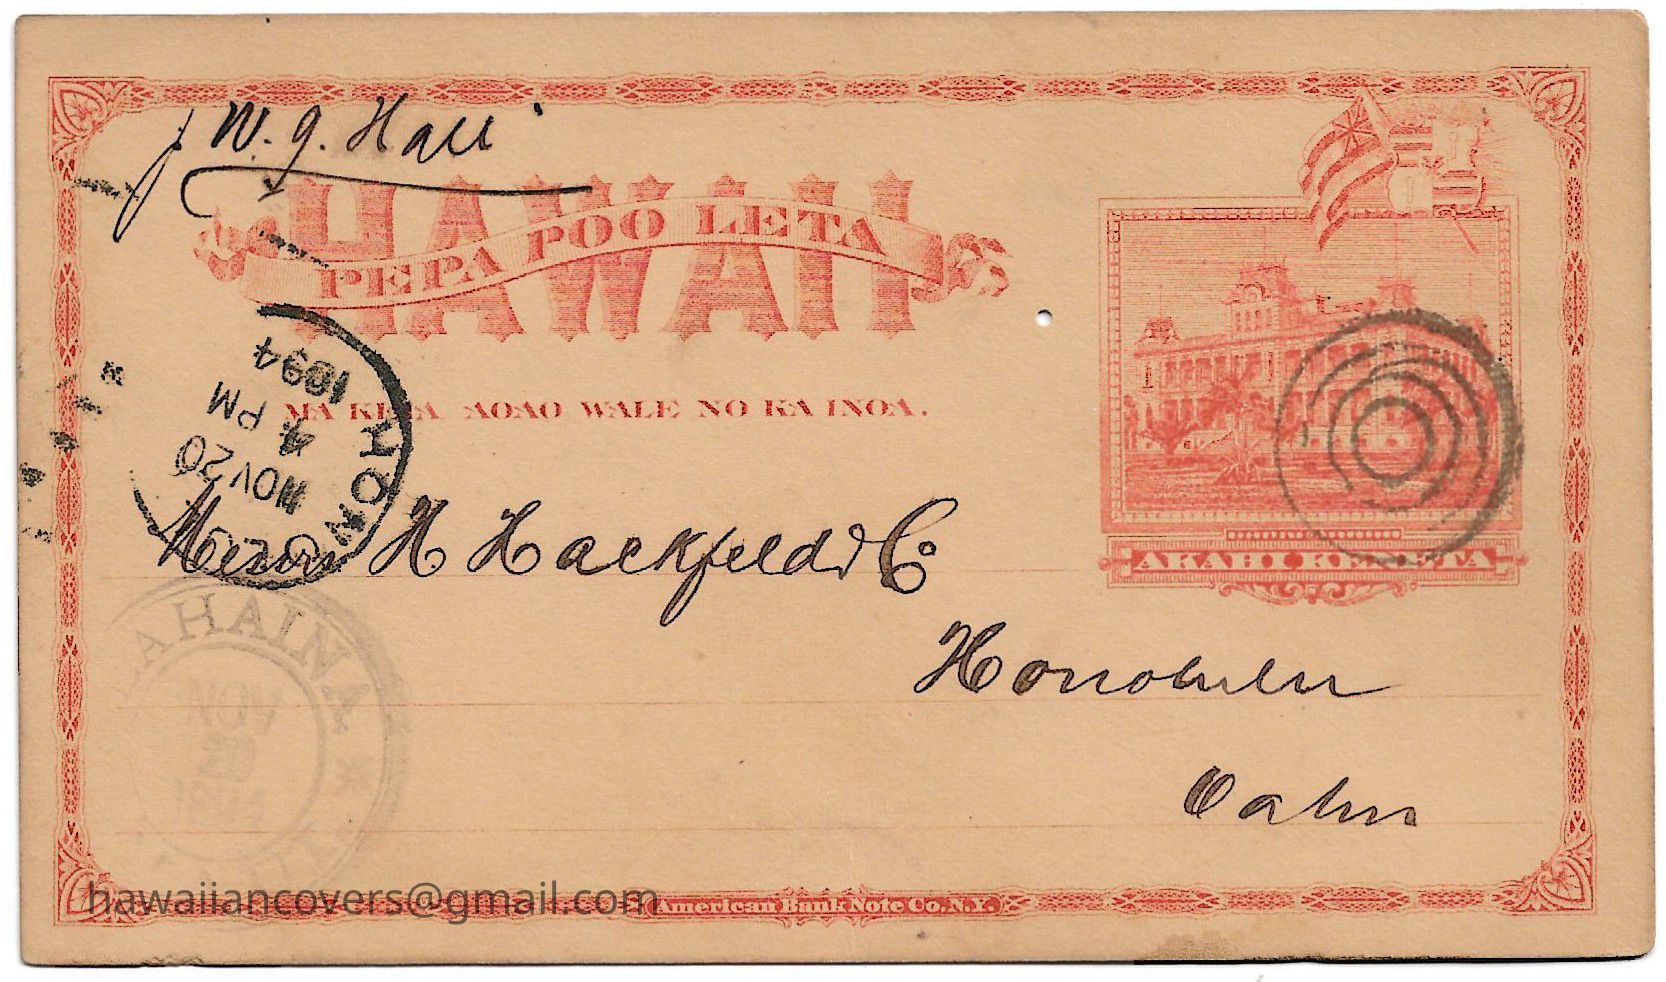 p. W. G. Hall
HAWAII
PEPA POO LETA
MA KEIA AOAO WALE NO KA INOA.
HONOLULU
NOV 20
4 PM
1894
Messrs H Hackfeld & Co
Honolulu
Oahu
AKAHI KENETA
LAHAINA
NOV
20
hawaiiancovers@gmail.com
American Bank Note Co. N.Y.